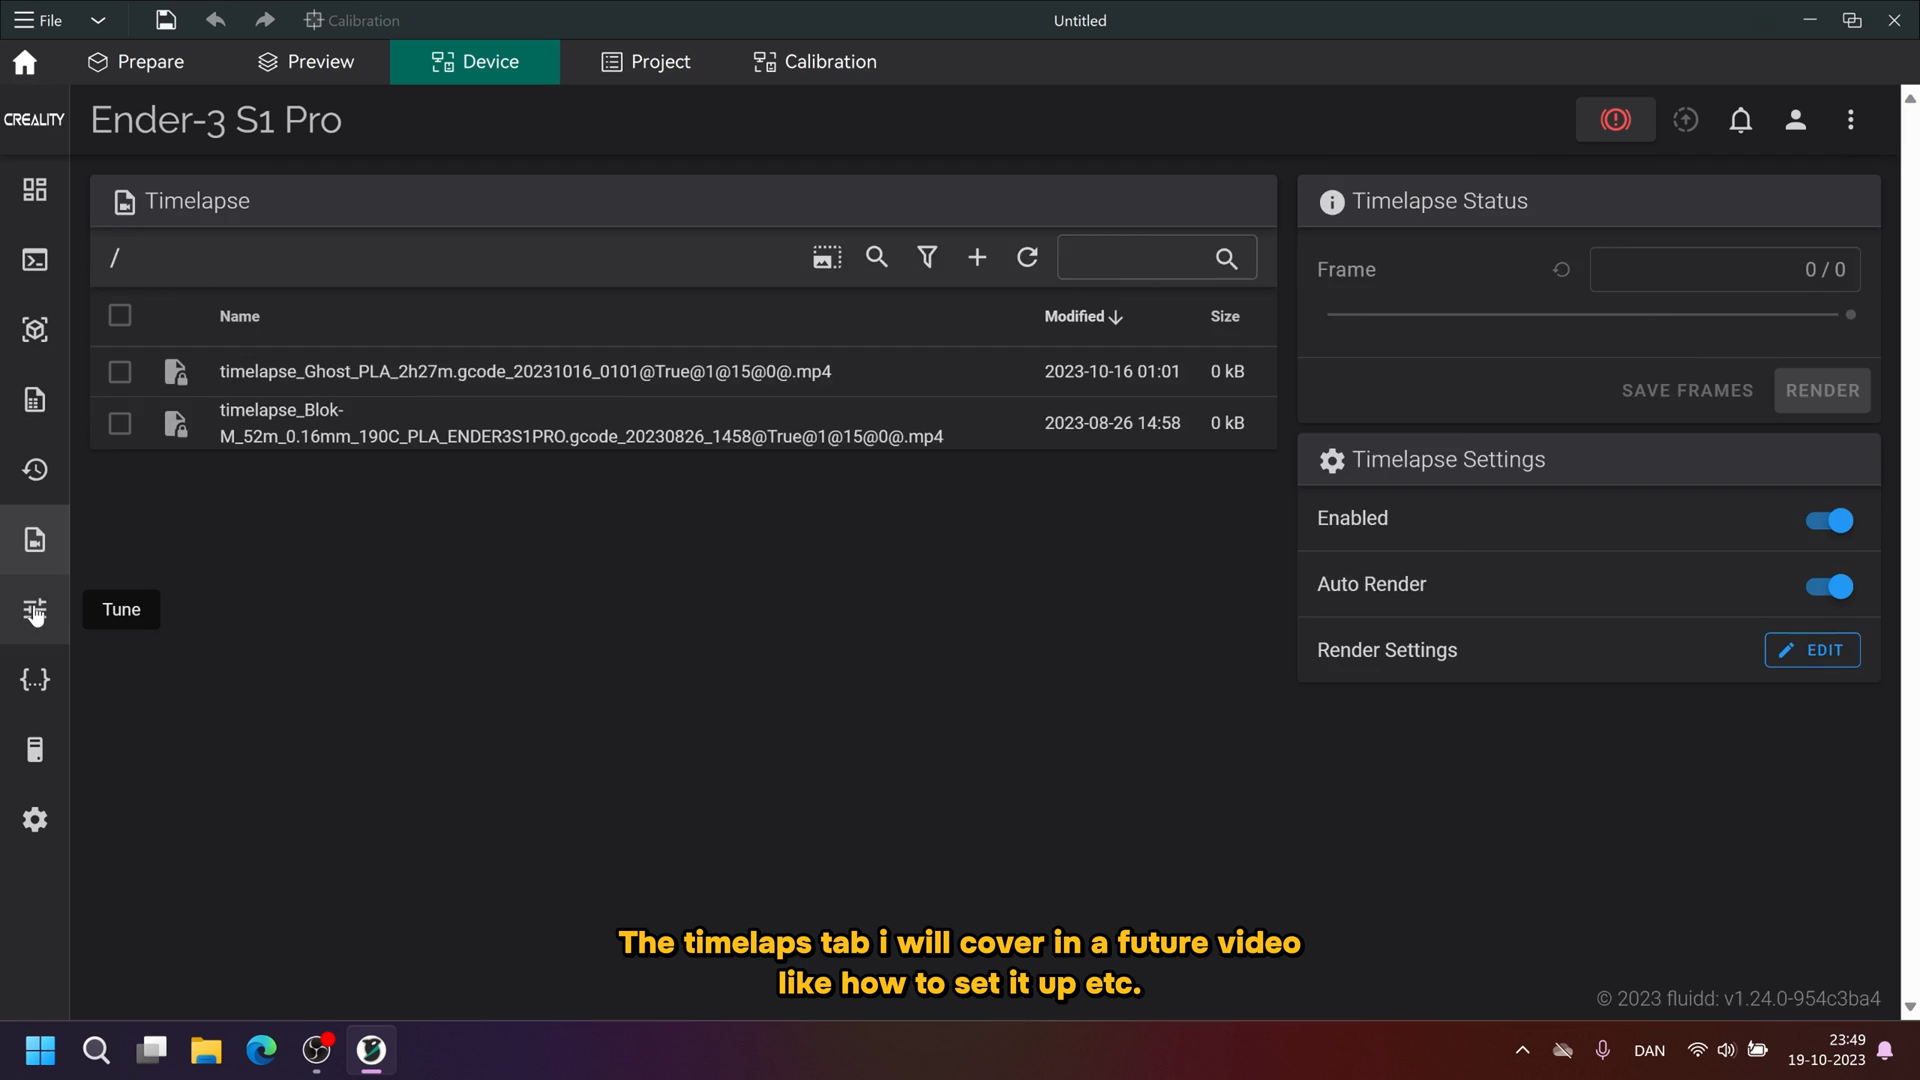 File
Calibration
Untitled
Prepare
Preview
Device
Project
Calibration
CREALITY
Ender-3 S1 Pro
Timelapse
/
Name
Modified
Size
timelapse_Ghost_PLA_2h27m.gcode_20231016_0101@True@1@15@0@.mp4
2023-10-16 01:01
0 kB
timelapse_Blok-
M_52m_0.16mm_190C_PLA_ENDER3S1PRO.gcode_20230826_1458@True@1@15@0@.mp4
2023-08-26 14:58
0 kB
Timelapse Status
Frame
0 / 0
SAVE FRAMES
RENDER
Timelapse Settings
Enabled
Auto Render
Render Settings
EDIT
Tune
The timelaps tab i will cover in a future video
like how to set it up etc.
© 2023 fluidd: v1.24.0-954c3ba4
DAN
23:49
19-10-2023